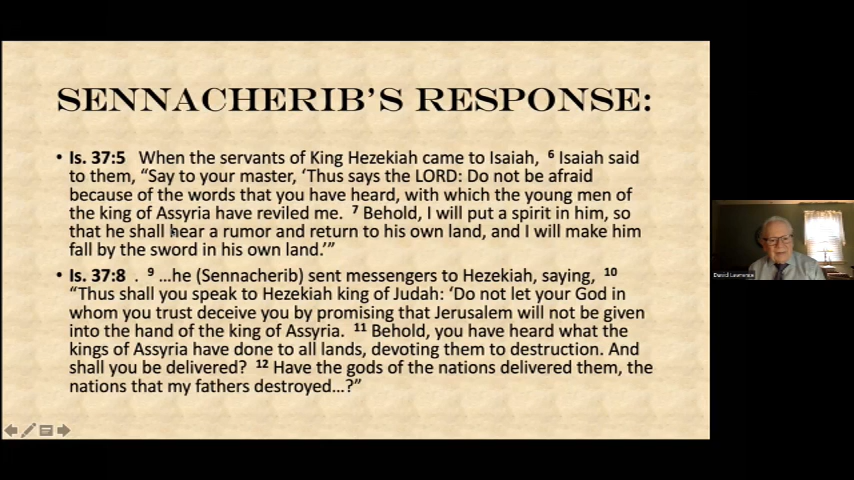 SENNACHERIB'S RESPONSE:
• Is. 37:5 When the servants of King Hezekiah came to Isaiah, 6 Isaiah said
to them, “Say to your master, ‘Thus says the LORD: Do not be afraid
because of the words that you have heard, with which the young men of
the king of Assyria have reviled me. 7 Behold, I will put a spirit in him, so
that he shall hear a rumor and return to his own land, and I will make him
fall by the sword in his own land.’”
• Is. 37:8 . 9 …he (Sennacherib) sent messengers to Hezekiah, saying, 10
“Thus shall you speak to Hezekiah king of Judah: ‘Do not let your God in
whom you trust deceive you by promising that Jerusalem will not be given
into the hand of the king of Assyria. 11 Behold, you have heard what the
kings of Assyria have done to all lands, devoting them to destruction. And
shall you be delivered? 12 Have the gods of the nations delivered them, the
nations that my fathers destroyed…?”
David Lawrence